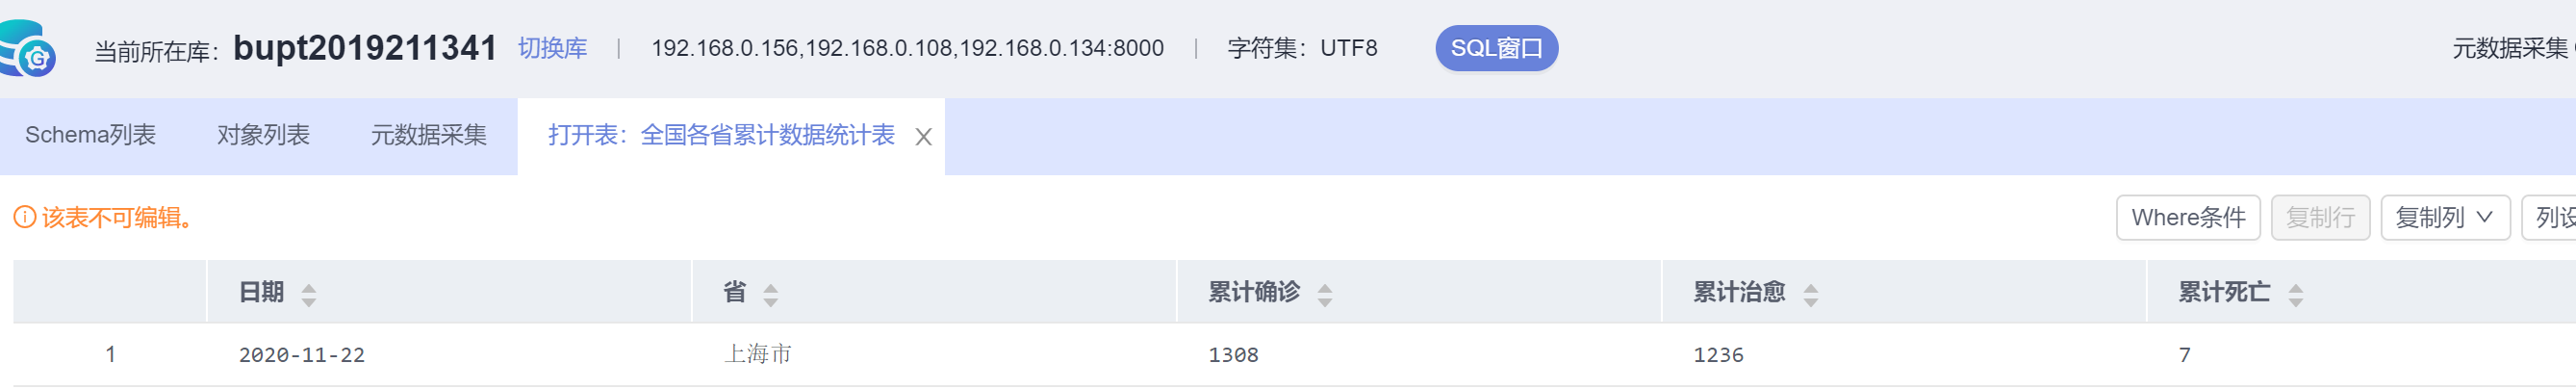 当前所在库：bupt2019211341 切换库 | 192.168.0.156,192.168.0.108,192.168.0.134:8000 | 字符集：UTF8 SQL窗口 元数据采集
Schema列表 对象列表 元数据采集 打开表：全国各省累计数据统计表 X
该表不可编辑。 Where条件 复制行 复制列 列设
日期 省 累计确诊 累计治愈 累计死亡
1 2020-11-22 上海市 1308 1236 7